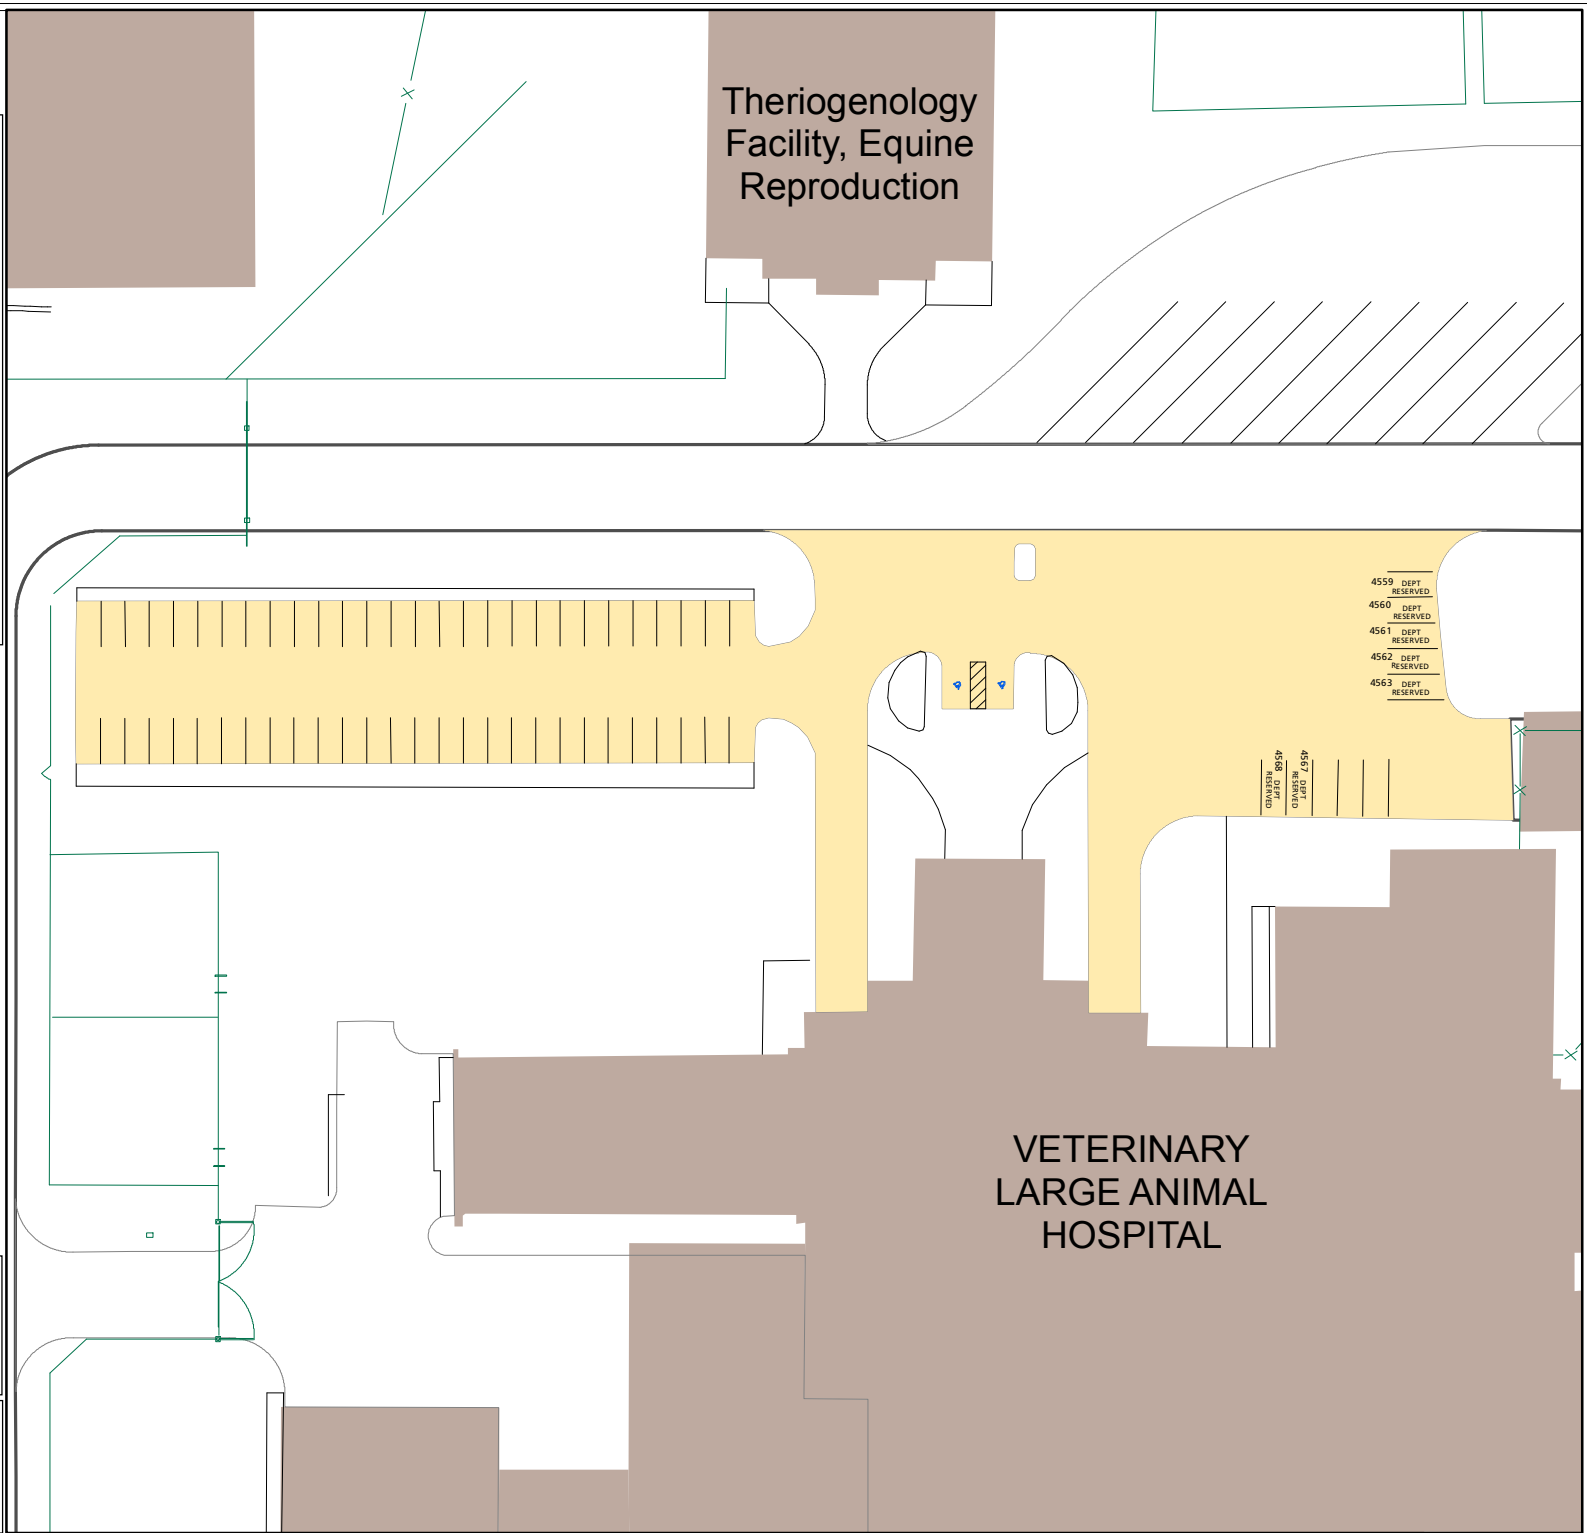 Theriogenology
Facility, Equine
Reproduction
4559 DEPT
RESERVED
4560 DEPT
RESERVED
4561 DEPT
RESERVED
4562 DEPT
RESERVED
4563 DEPT
RESERVED
4568 DEPT
RESERVED
4567 DEPT
RESERVED
VETERINARY
LARGE ANIMAL
HOSPITAL